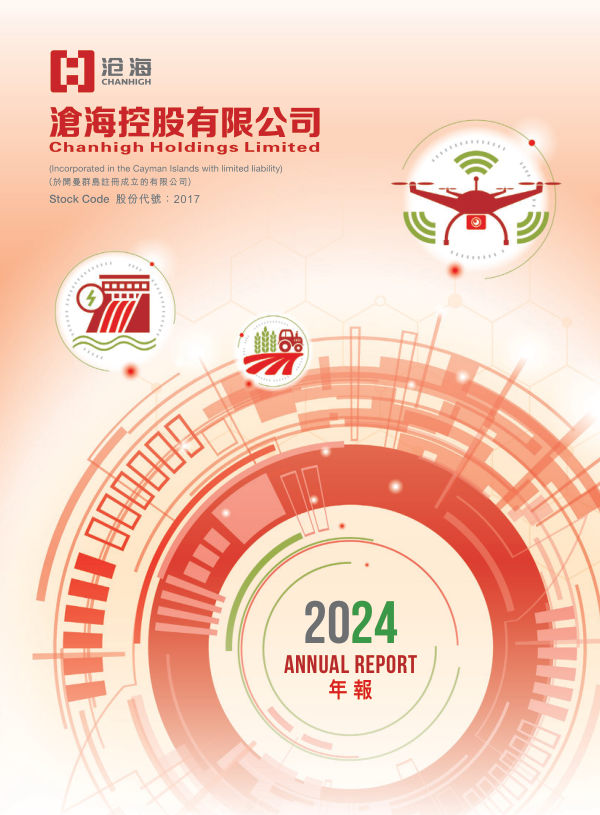 沧海
CHANHIGH
滄海控股有限公司
Chanhigh Holdings Limited
(Incorporated in the Cayman Islands with limited liability)
(於開曼群島註冊成立的有限公司)
Stock Code 股份代號：2017
2024
ANNUAL REPORT
年報